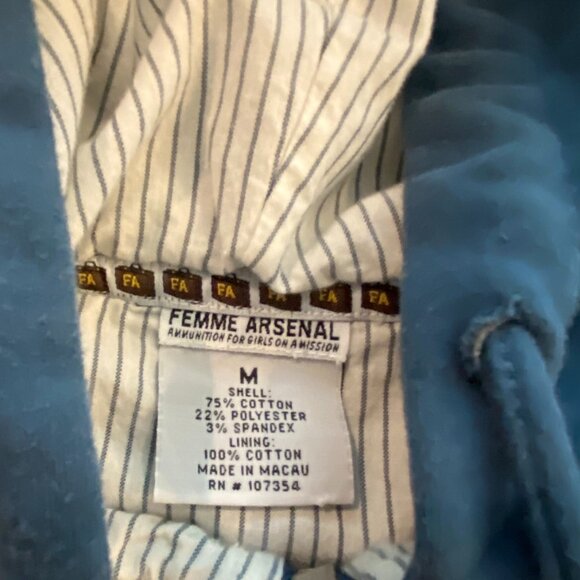 FA FA FA FA FA FA FA
FEMME ARSENAL
AMMUNITION FOR GIRLS ON A MISSION
M
SHELL:
75% COTTON
22% POLYESTER
3% SPANDEX
LINING:
100% COTTON
MADE IN MACAU
RN # 107354